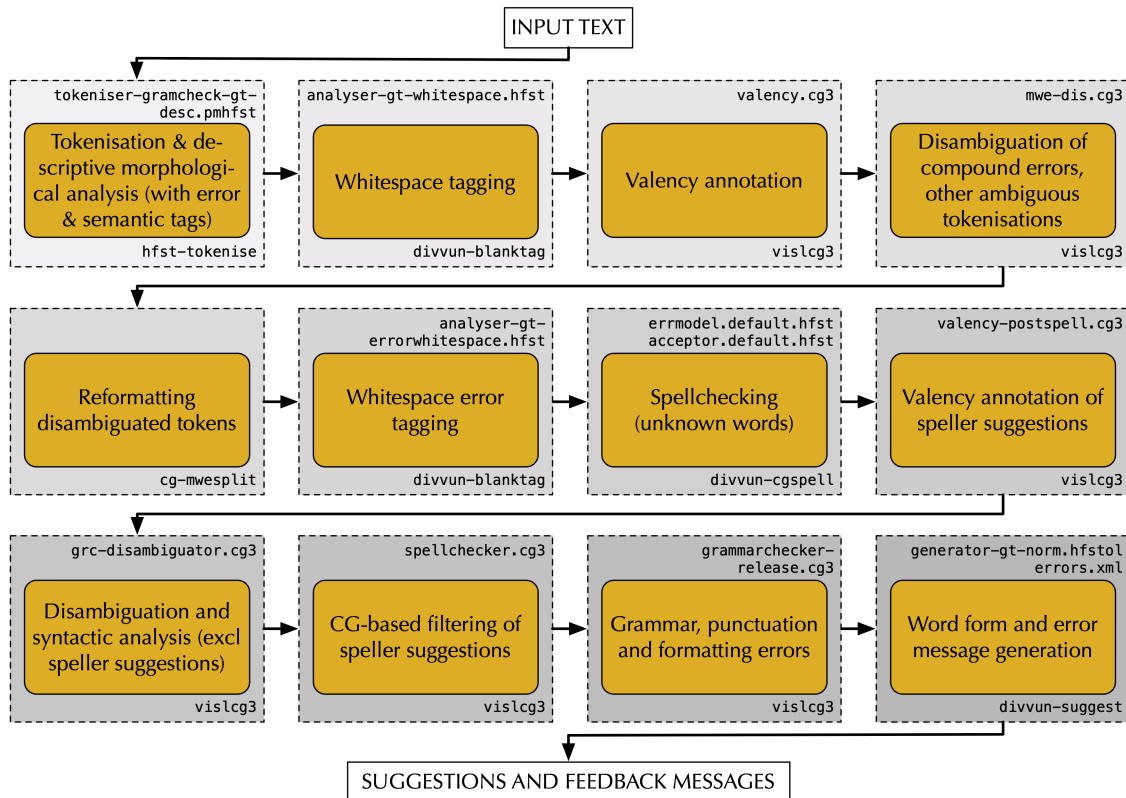 INPUT TEXT
tokeniser-gramcheck-gt-
desc.pmhfst
Tokenisation & de-
scriptive morphologi-
cal analysis (with error
& semantic tags)
hfst-tokenise
analyser-gt-whitespace.hfst
Whitespace tagging
divvun-blanktag
valency.cg3
Valency annotation
vislcg3
mwe-dis.cg3
Disambiguation of
compound errors,
other ambiguous
tokenisations
vislcg3
Reformatting
disambiguated tokens
cg-mwesplit
analyser-gt-
errorwhitespace.hfst
Whitespace error
tagging
divvun-blanktag
errmodel.default.hfst
acceptor.default.hfst
Spellchecking
(unknown words)
divvun-cgspell
valency-postspell.cg3
Valency annotation of
speller suggestions
vislcg3
grc-disambiguator.cg3
Disambiguation and
syntactic analysis (excl
speller suggestions)
vislcg3
spellchecker.cg3
CG-based filtering of
speller suggestions
vislcg3
grammarchecker-
release.cg3
Grammar, punctuation
and formatting errors
vislcg3
generator-gt-norm.hfstol
errors.xml
Word form and error
message generation
divvun-suggest
SUGGESTIONS AND FEEDBACK MESSAGES